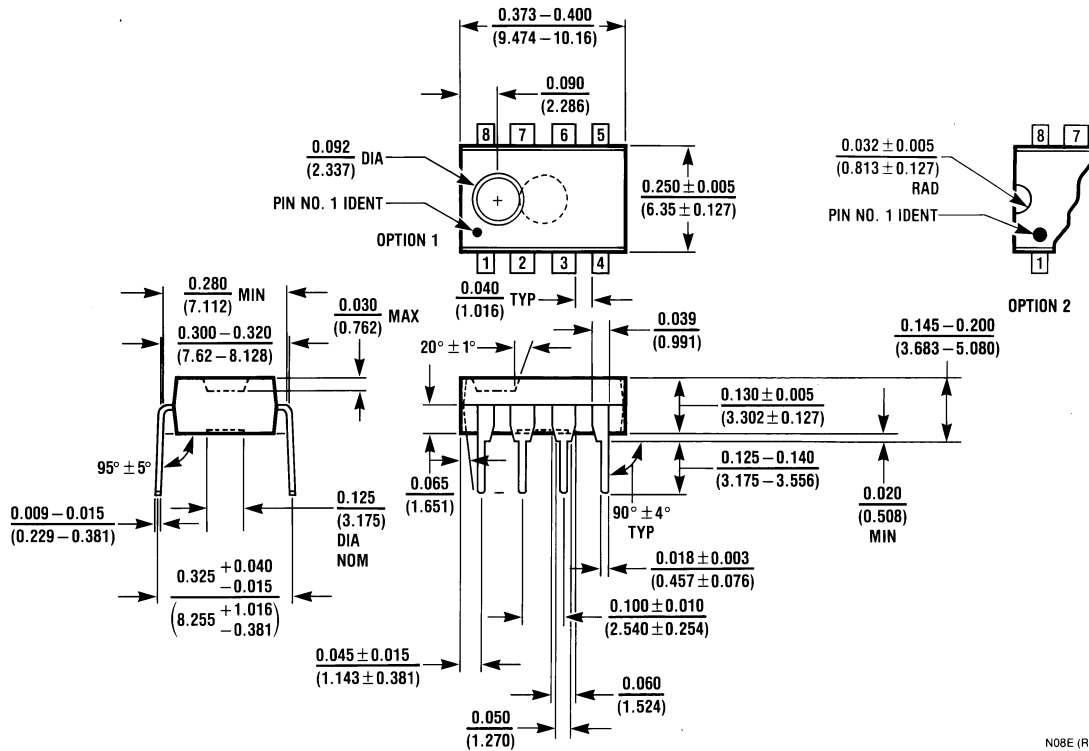 0.373 – 0.400
(9.474 – 10.16)
0.090
(2.286)
8 7 6 5
0.092
(2.337) DIA
PIN NO. 1 IDENT
OPTION 1
+
0.250 ± 0.005
(6.35 ± 0.127)
1 2 3 4
0.032 ± 0.005
(0.813 ± 0.127)
RAD
PIN NO. 1 IDENT
8 7
1
OPTION 2
0.280
(7.112) MIN
0.300 – 0.320
(7.62 – 8.128)
0.030
(0.762) MAX
0.040
(1.016) TYP
0.039
(0.991)
0.145 – 0.200
(3.683 – 5.080)
20° ± 1°
0.130 ± 0.005
(3.302 ± 0.127)
95° ± 5°
0.065
(1.651)
0.125 – 0.140
(3.175 – 3.556)
0.020
(0.508)
MIN
90° ± 4°
TYP
0.009 – 0.015
(0.229 – 0.381)
0.125
(3.175)
DIA
NOM
0.018 ± 0.003
(0.457 ± 0.076)
0.325 +0.040
–0.015
(8.255 +1.016
–0.381)
0.100 ± 0.010
(2.540 ± 0.254)
0.045 ± 0.015
(1.143 ± 0.381)
0.060
(1.524)
0.050
(1.270)
N08E (R